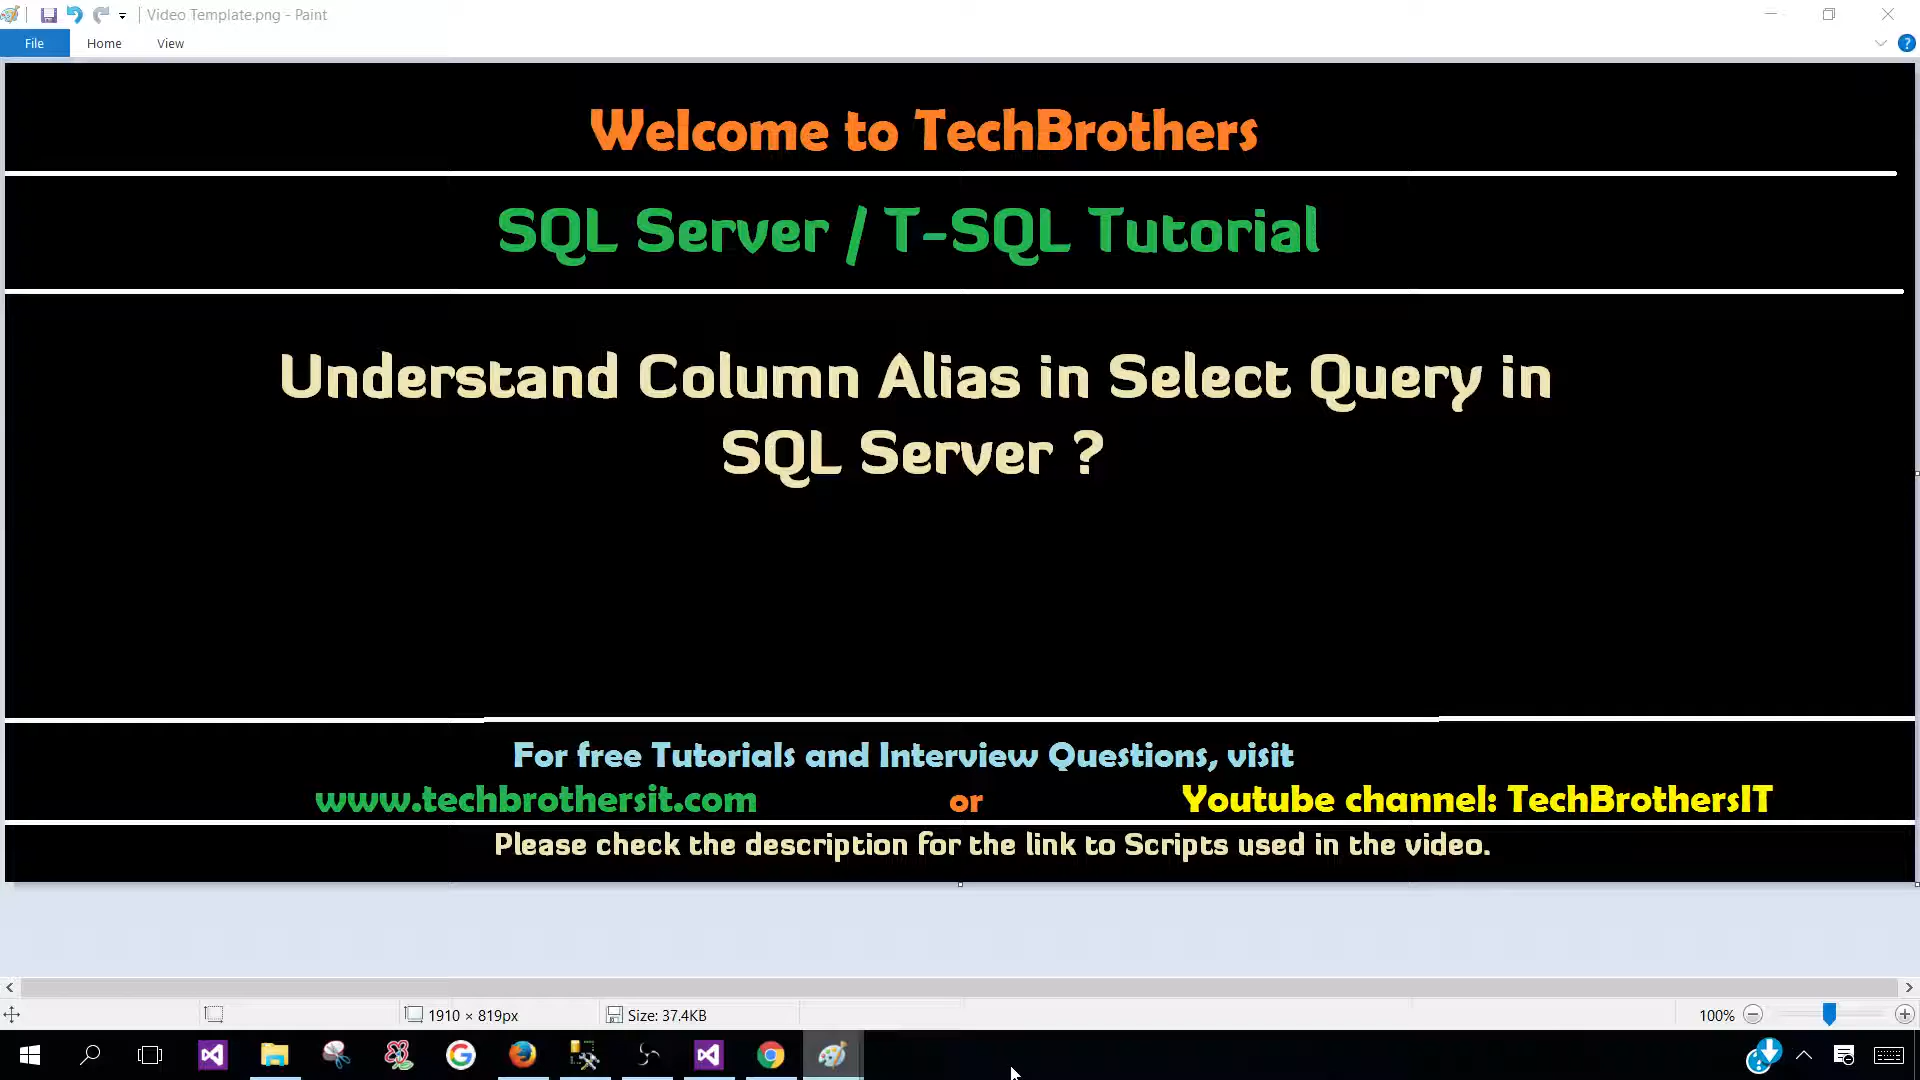 Video Template.png - Paint
File Home View
Welcome to TechBrothers
SQL Server / T-SQL Tutorial
Understand Column Alias in Select Query in
SQL Server ?
For free Tutorials and Interview Questions, visit
www.techbrothersit.com or Youtube channel: TechBrothersIT
Please check the description for the link to Scripts used in the video.
1910 × 819px Size: 37.4KB 100%